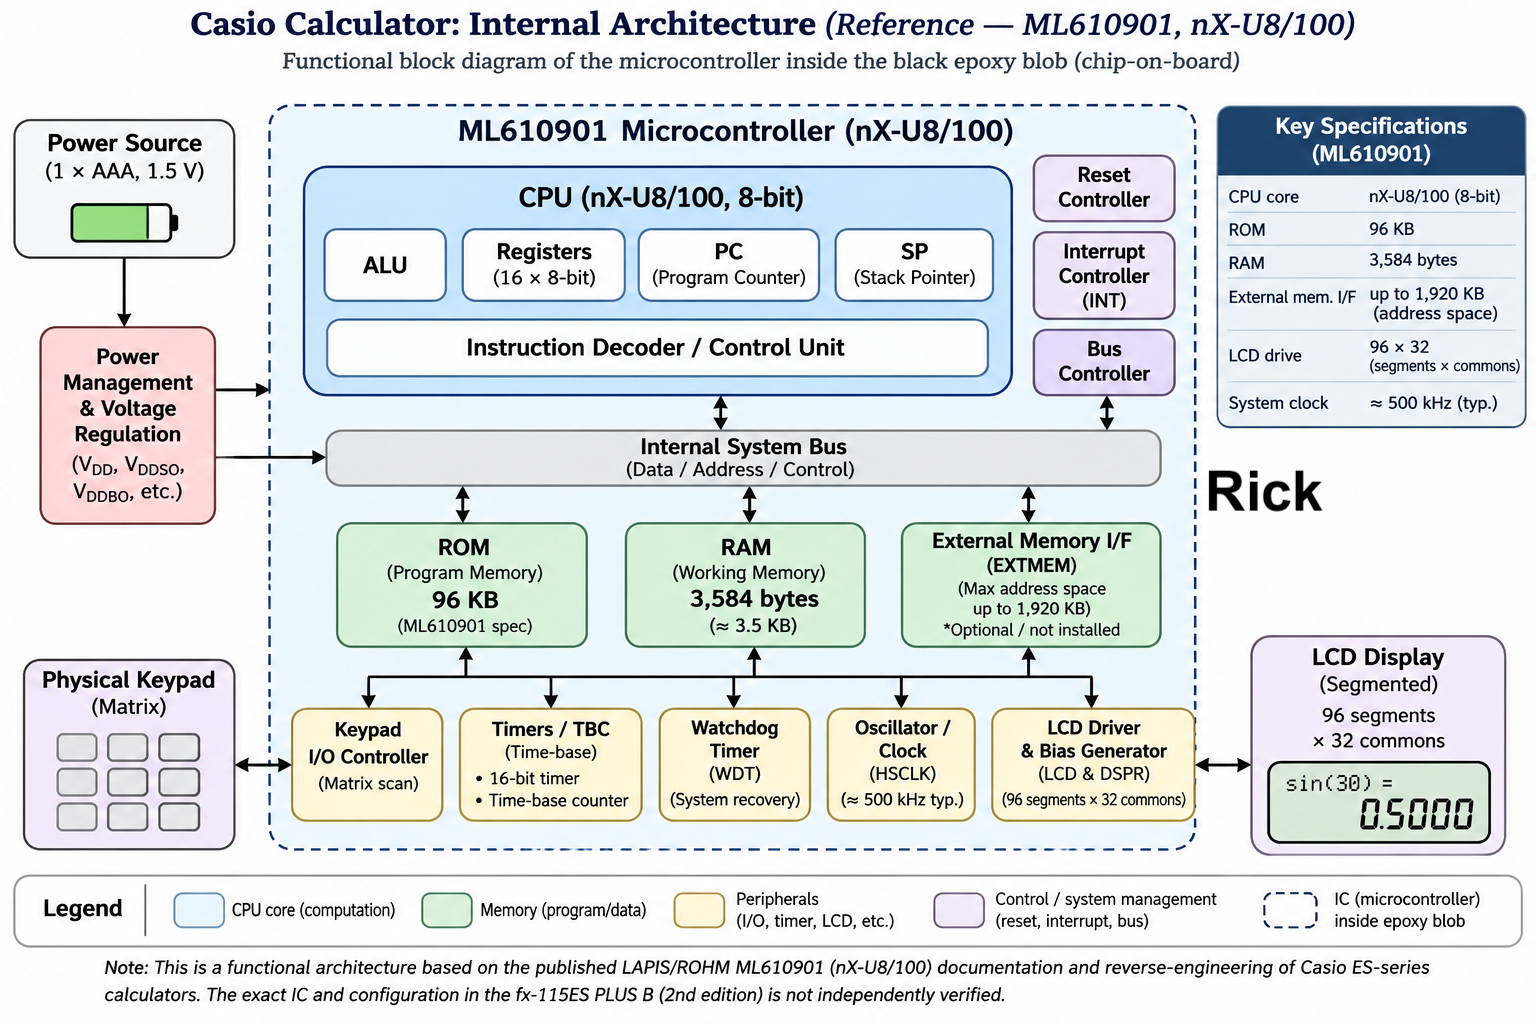 Casio Calculator: Internal Architecture (Reference — ML610901, nX-U8/100)
Functional block diagram of the microcontroller inside the black epoxy blob (chip-on-board)
Power Source
(1 × AAA, 1.5 V)
Power
Management
& Voltage
Regulation
(VDD, VDDSO,
VDDBO, etc.)
Physical Keypad
(Matrix)
ML610901 Microcontroller (nX-U8/100)
CPU (nX-U8/100, 8-bit)
ALU
Registers
(16 × 8-bit)
PC
(Program Counter)
SP
(Stack Pointer)
Instruction Decoder / Control Unit
Reset
Controller
Interrupt
Controller
(INT)
Bus
Controller
Internal System Bus
(Data / Address / Control)
ROM
(Program Memory)
96 KB
(ML610901 spec)
RAM
(Working Memory)
3,584 bytes
(≈ 3.5 KB)
External Memory I/F
(EXTMEM)
(Max address space
up to 1,920 KB)
*Optional / not installed
Keypad
I/O Controller
(Matrix scan)
Timers / TBC
(Time-base)
• 16-bit timer
• Time-base counter
Watchdog
Timer
(WDT)
(System recovery)
Oscillator /
Clock
(HSCLK)
(≈ 500 kHz typ.)
LCD Driver
& Bias Generator
(LCD & DSPR)
(96 segments × 32 commons)
Key Specifications
(ML610901)
CPU core nX-U8/100 (8-bit)
ROM 96 KB
RAM 3,584 bytes
External mem. I/F up to 1,920 KB
(address space)
LCD drive 96 × 32
(segments × commons)
System clock ≈ 500 kHz (typ.)
Rick
LCD Display
(Segmented)
96 segments
× 32 commons
sin(30) =
0.5000
Legend
CPU core (computation)
Memory (program/data)
Peripherals
(I/O, timer, LCD, etc.)
Control / system management
(reset, interrupt, bus)
IC (microcontroller)
inside epoxy blob
Note: This is a functional architecture based on the published LAPIS/ROHM ML610901 (nX-U8/100) documentation and reverse-engineering of Casio ES-series
calculators. The exact IC and configuration in the fx-115ES PLUS B (2nd edition) is not independently verified.